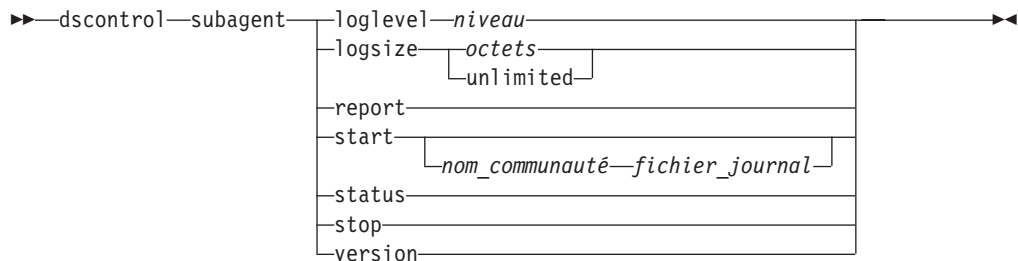 dscontrol subagent loglevel niveau
logsize octets
unlimited
report
start
nom_communauté fichier_journal
status
stop
version